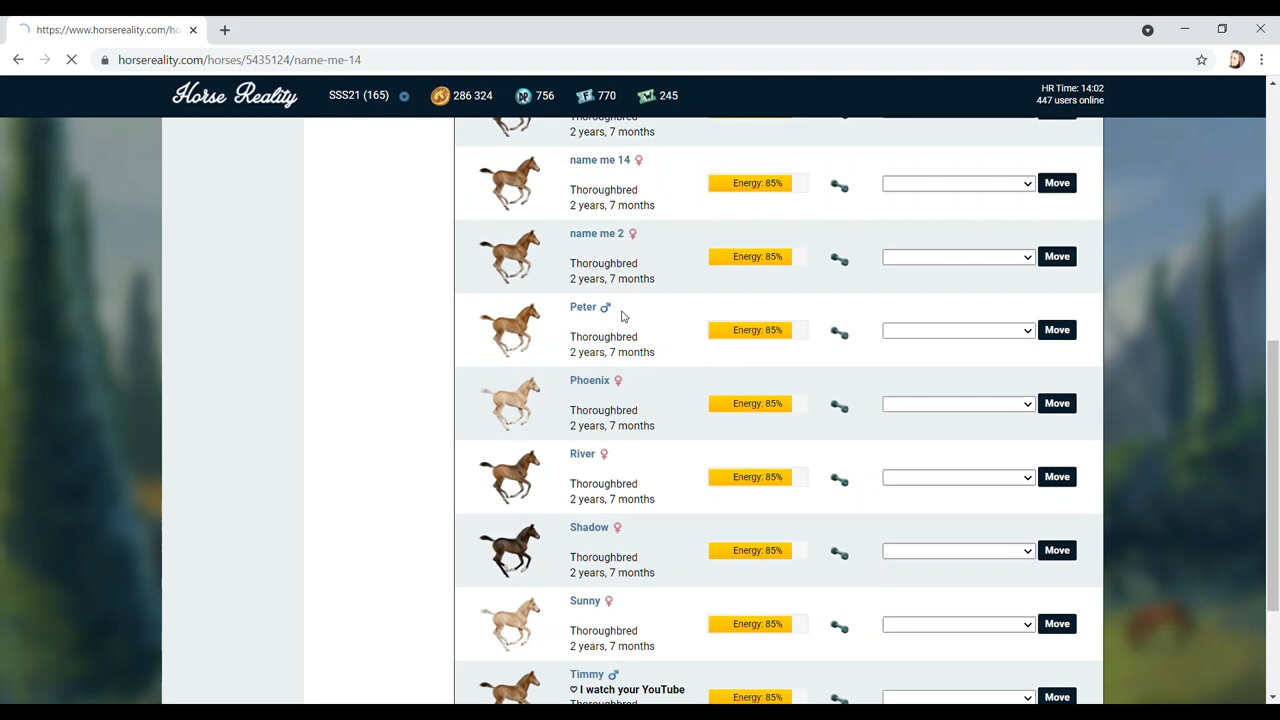 https://www.horsereality.com/ho
horsereality.com/horses/5435124/name-me-14
Horse Reality
SSS21 (165)
286 324
DP 756
F 770
245
HR Time: 14:02
447 users online
Thoroughbred
2 years, 7 months
name me 14
Thoroughbred
2 years, 7 months
Energy: 85%
Move
name me 2
Thoroughbred
2 years, 7 months
Energy: 85%
Move
Peter
Thoroughbred
2 years, 7 months
Energy: 85%
Move
Phoenix
Thoroughbred
2 years, 7 months
Energy: 85%
Move
River
Thoroughbred
2 years, 7 months
Energy: 85%
Move
Shadow
Thoroughbred
2 years, 7 months
Energy: 85%
Move
Sunny
Thoroughbred
2 years, 7 months
Energy: 85%
Move
Timmy
♡ I watch your YouTube
Thoroughbred
Energy: 85%
Move